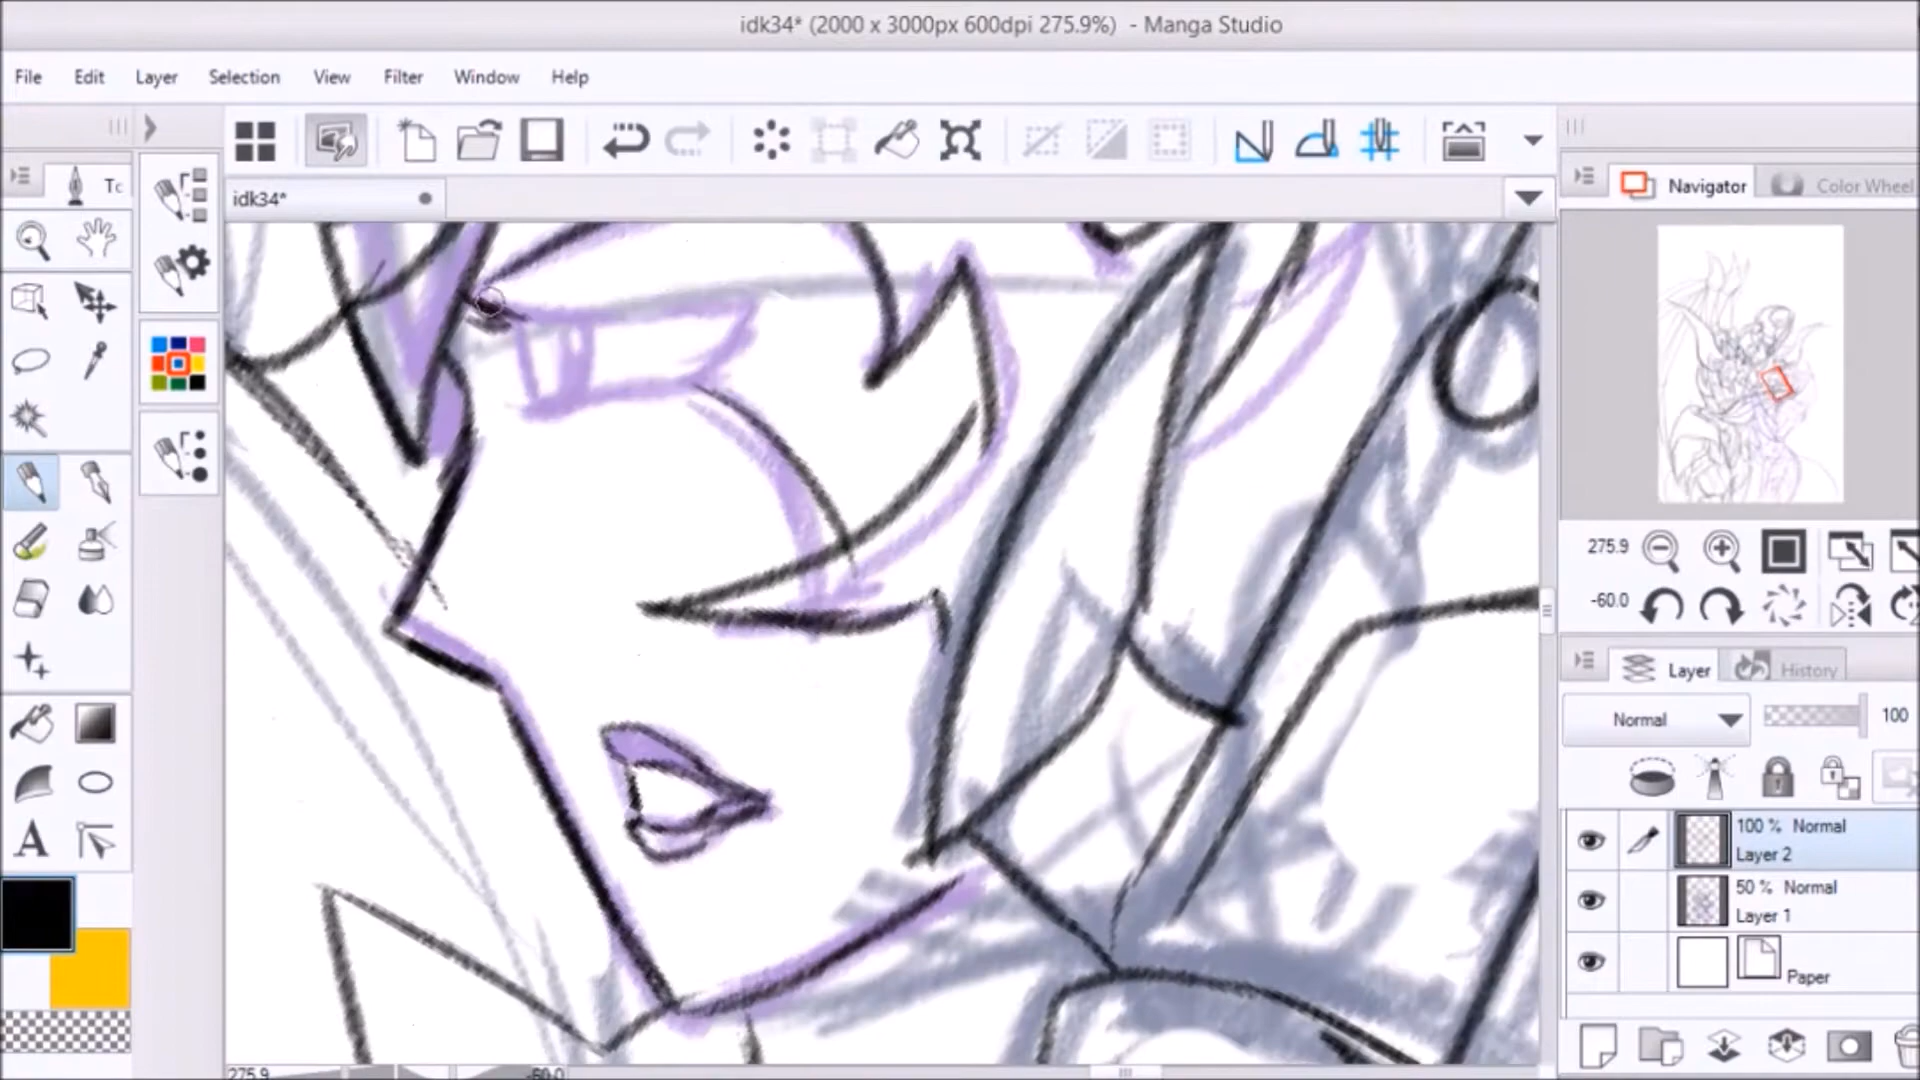 idk34* (2000 x 3000px 600dpi 275.9%) - Manga Studio
File Edit Layer Selection View Filter Window Help
Tc
idk34*
Navigator Color Wheel
275.9
-60.0
Layer History
Normal 100
100 % Normal
Layer 2
50 % Normal
Layer 1
Paper
A
275.9 -60.0